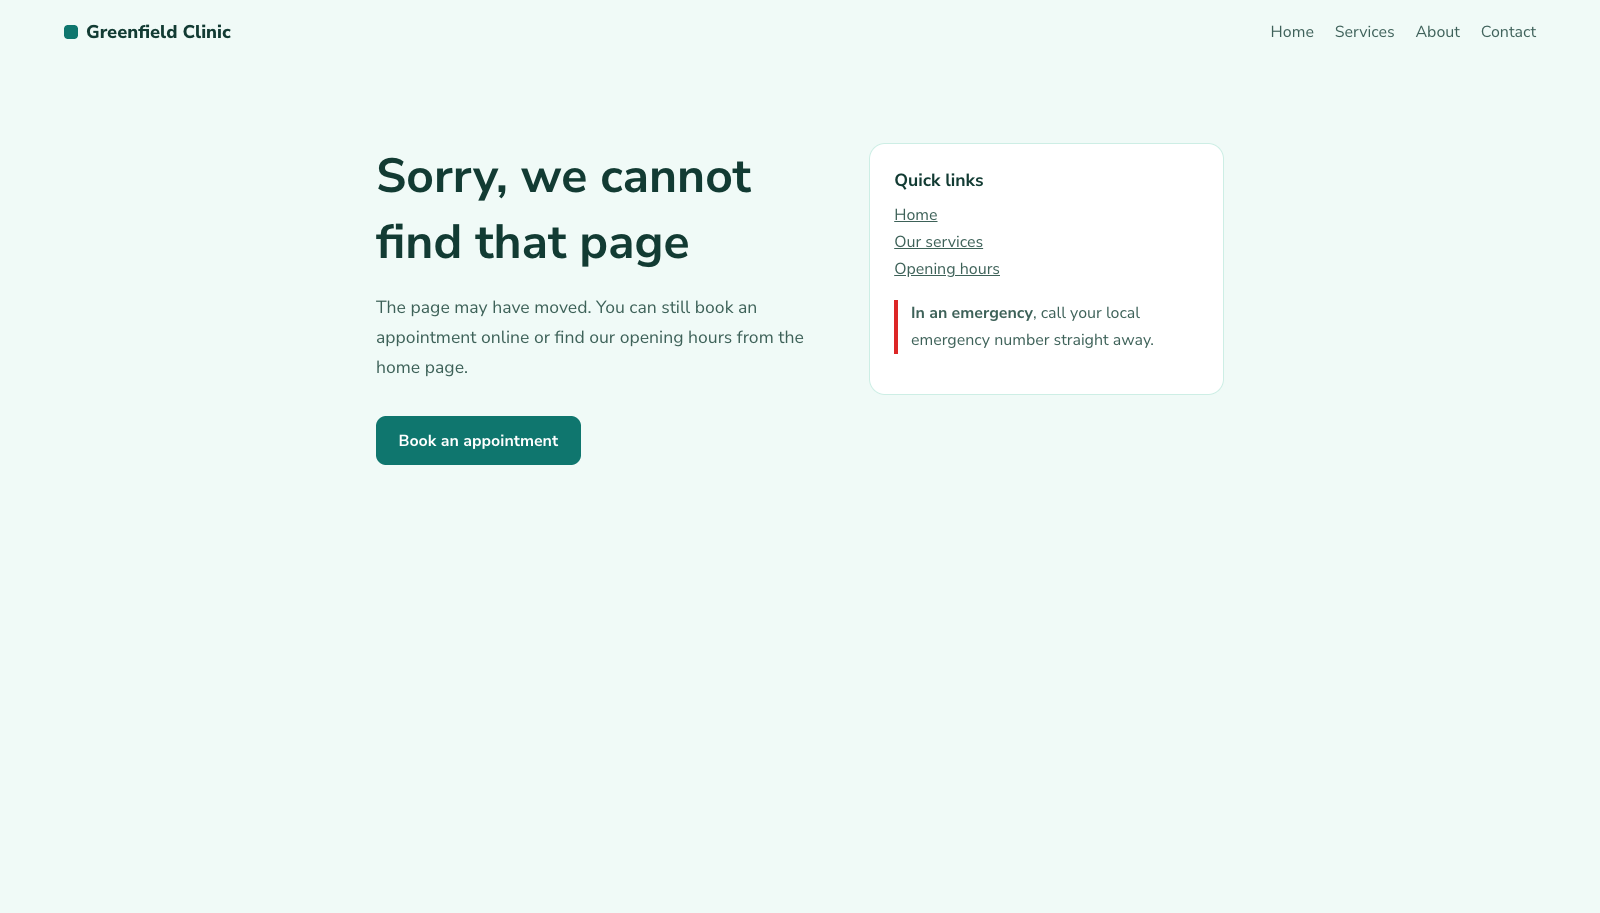 Greenfield Clinic
Home Services About Contact
Sorry, we cannot
find that page
The page may have moved. You can still book an
appointment online or find our opening hours from the
home page.
Book an appointment
Quick links
Home
Our services
Opening hours
In an emergency, call your local
emergency number straight away.